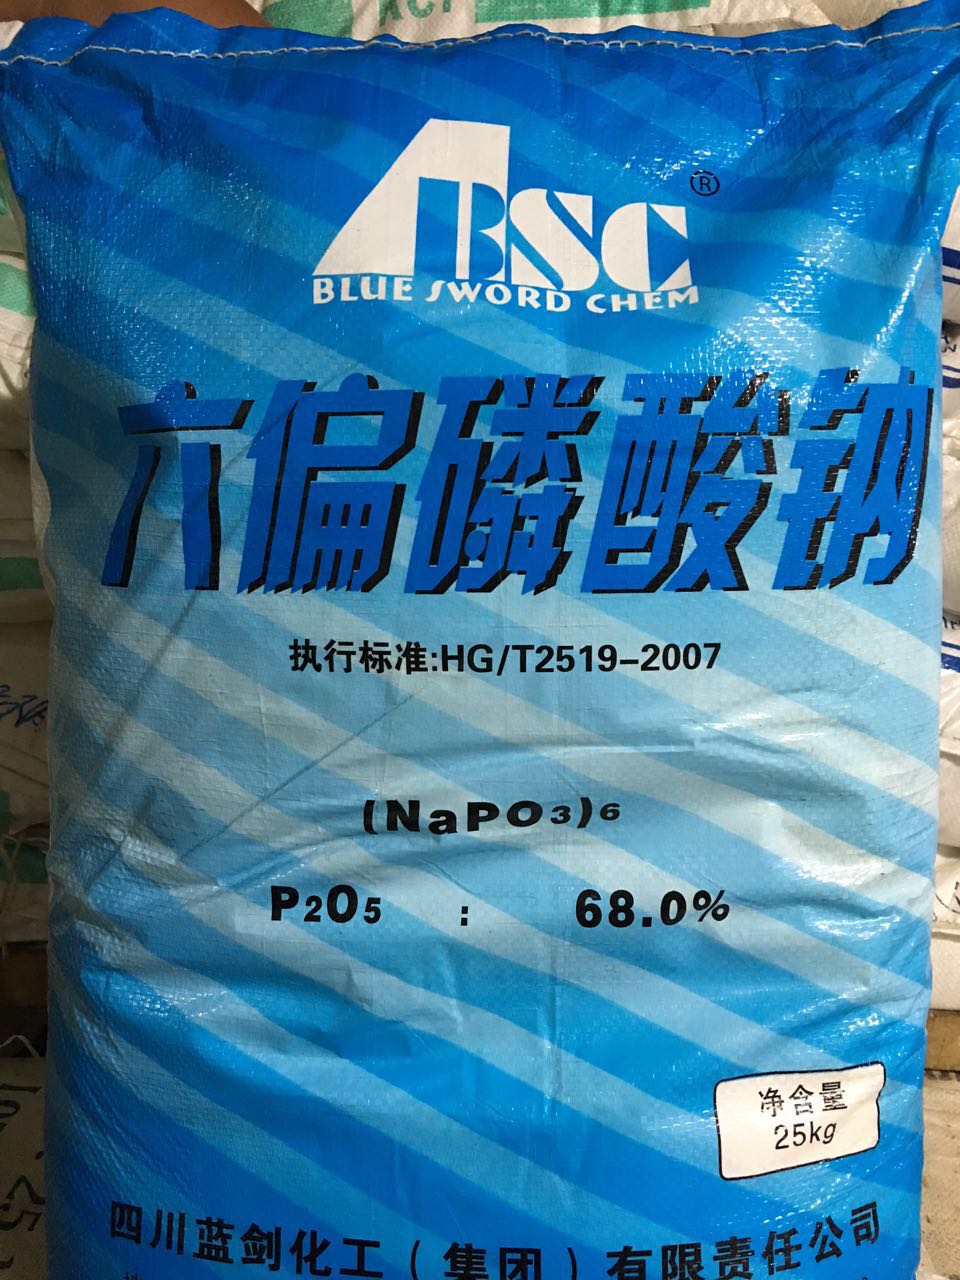 ABSC®
BLUE SWORD CHEM
六偏磷酸钠
执行标准:HG/T2519-2007
(NaPO3)6
P2O5 : 68.0%
净含量
25kg
四川蓝剑化工(集团)有限责任公司